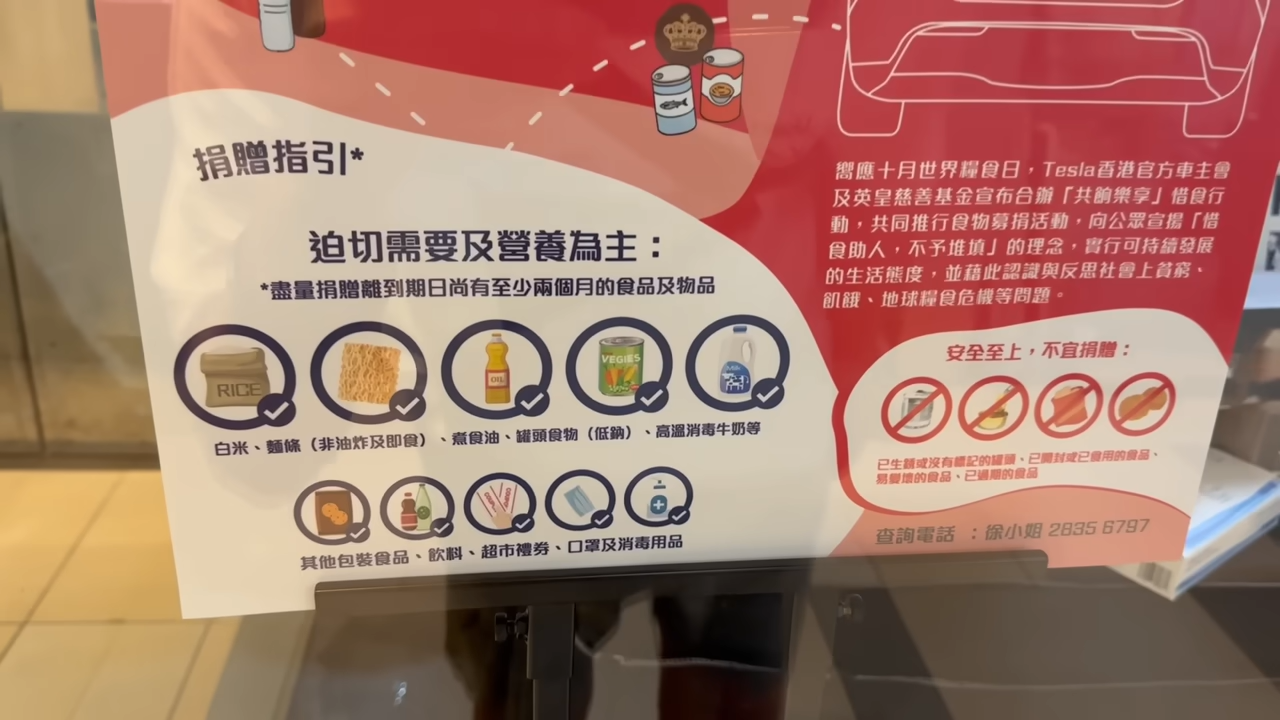 捐贈指引*
迫切需要及營養為主：
*盡量捐贈離到期日尚有至少兩個月的食品及物品
RICE
OIL
VEGIES
Milk
白米、麵條（非油炸及即食）、煮食油、罐頭食物（低鈉）、高溫消毒牛奶等
其他包裝食品、飲料、超市禮券、口罩及消毒用品
嚮應十月世界糧食日，Tesla香港官方車主會
及英皇慈善基金宣布合辦「共餉樂享」惜食行
動，共同推行食物募捐活動，向公眾宣揚「惜
食助人，不予堆填」的理念，實行可持續發展
的生活態度，並藉此認識與反思社會上貧窮、
飢餓、地球糧食危機等問題。
安全至上，不宜捐贈：
已生鏽或沒有標記的罐頭、已開封或已食用的食品、
易變壞的食品、已過期的食品
查詢電話 ：徐小姐 2835 6797